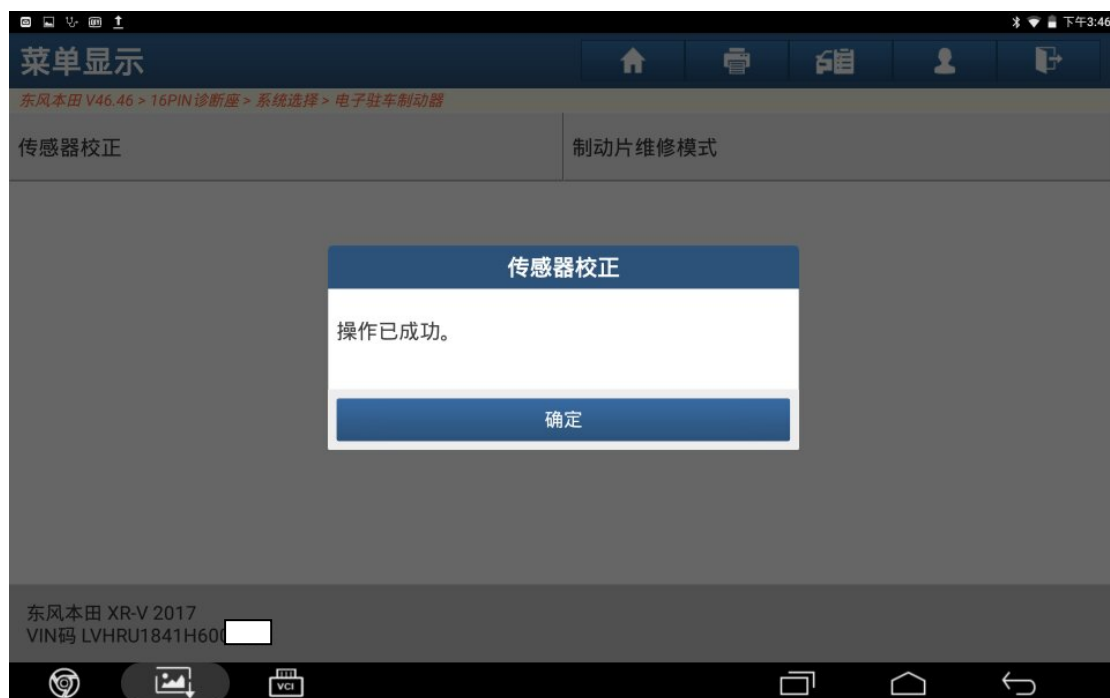 下午3:46
菜单显示
东风本田 V46.46 > 16PIN诊断座 > 系统选择 > 电子驻车制动器
传感器校正
制动片维修模式
传感器校正
操作已成功。
确定
东风本田 XR-V 2017
VIN码 LVHRU1841H600
VCI